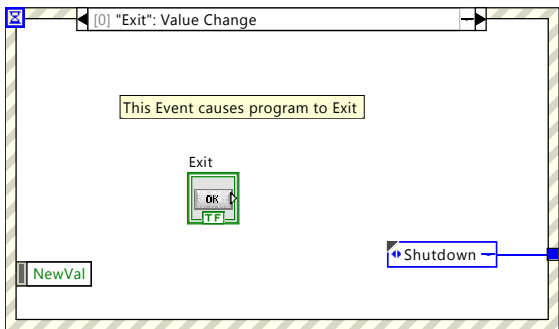 [0] "Exit": Value Change
This Event causes program to Exit
Exit
OK
TF
Shutdown
NewVal